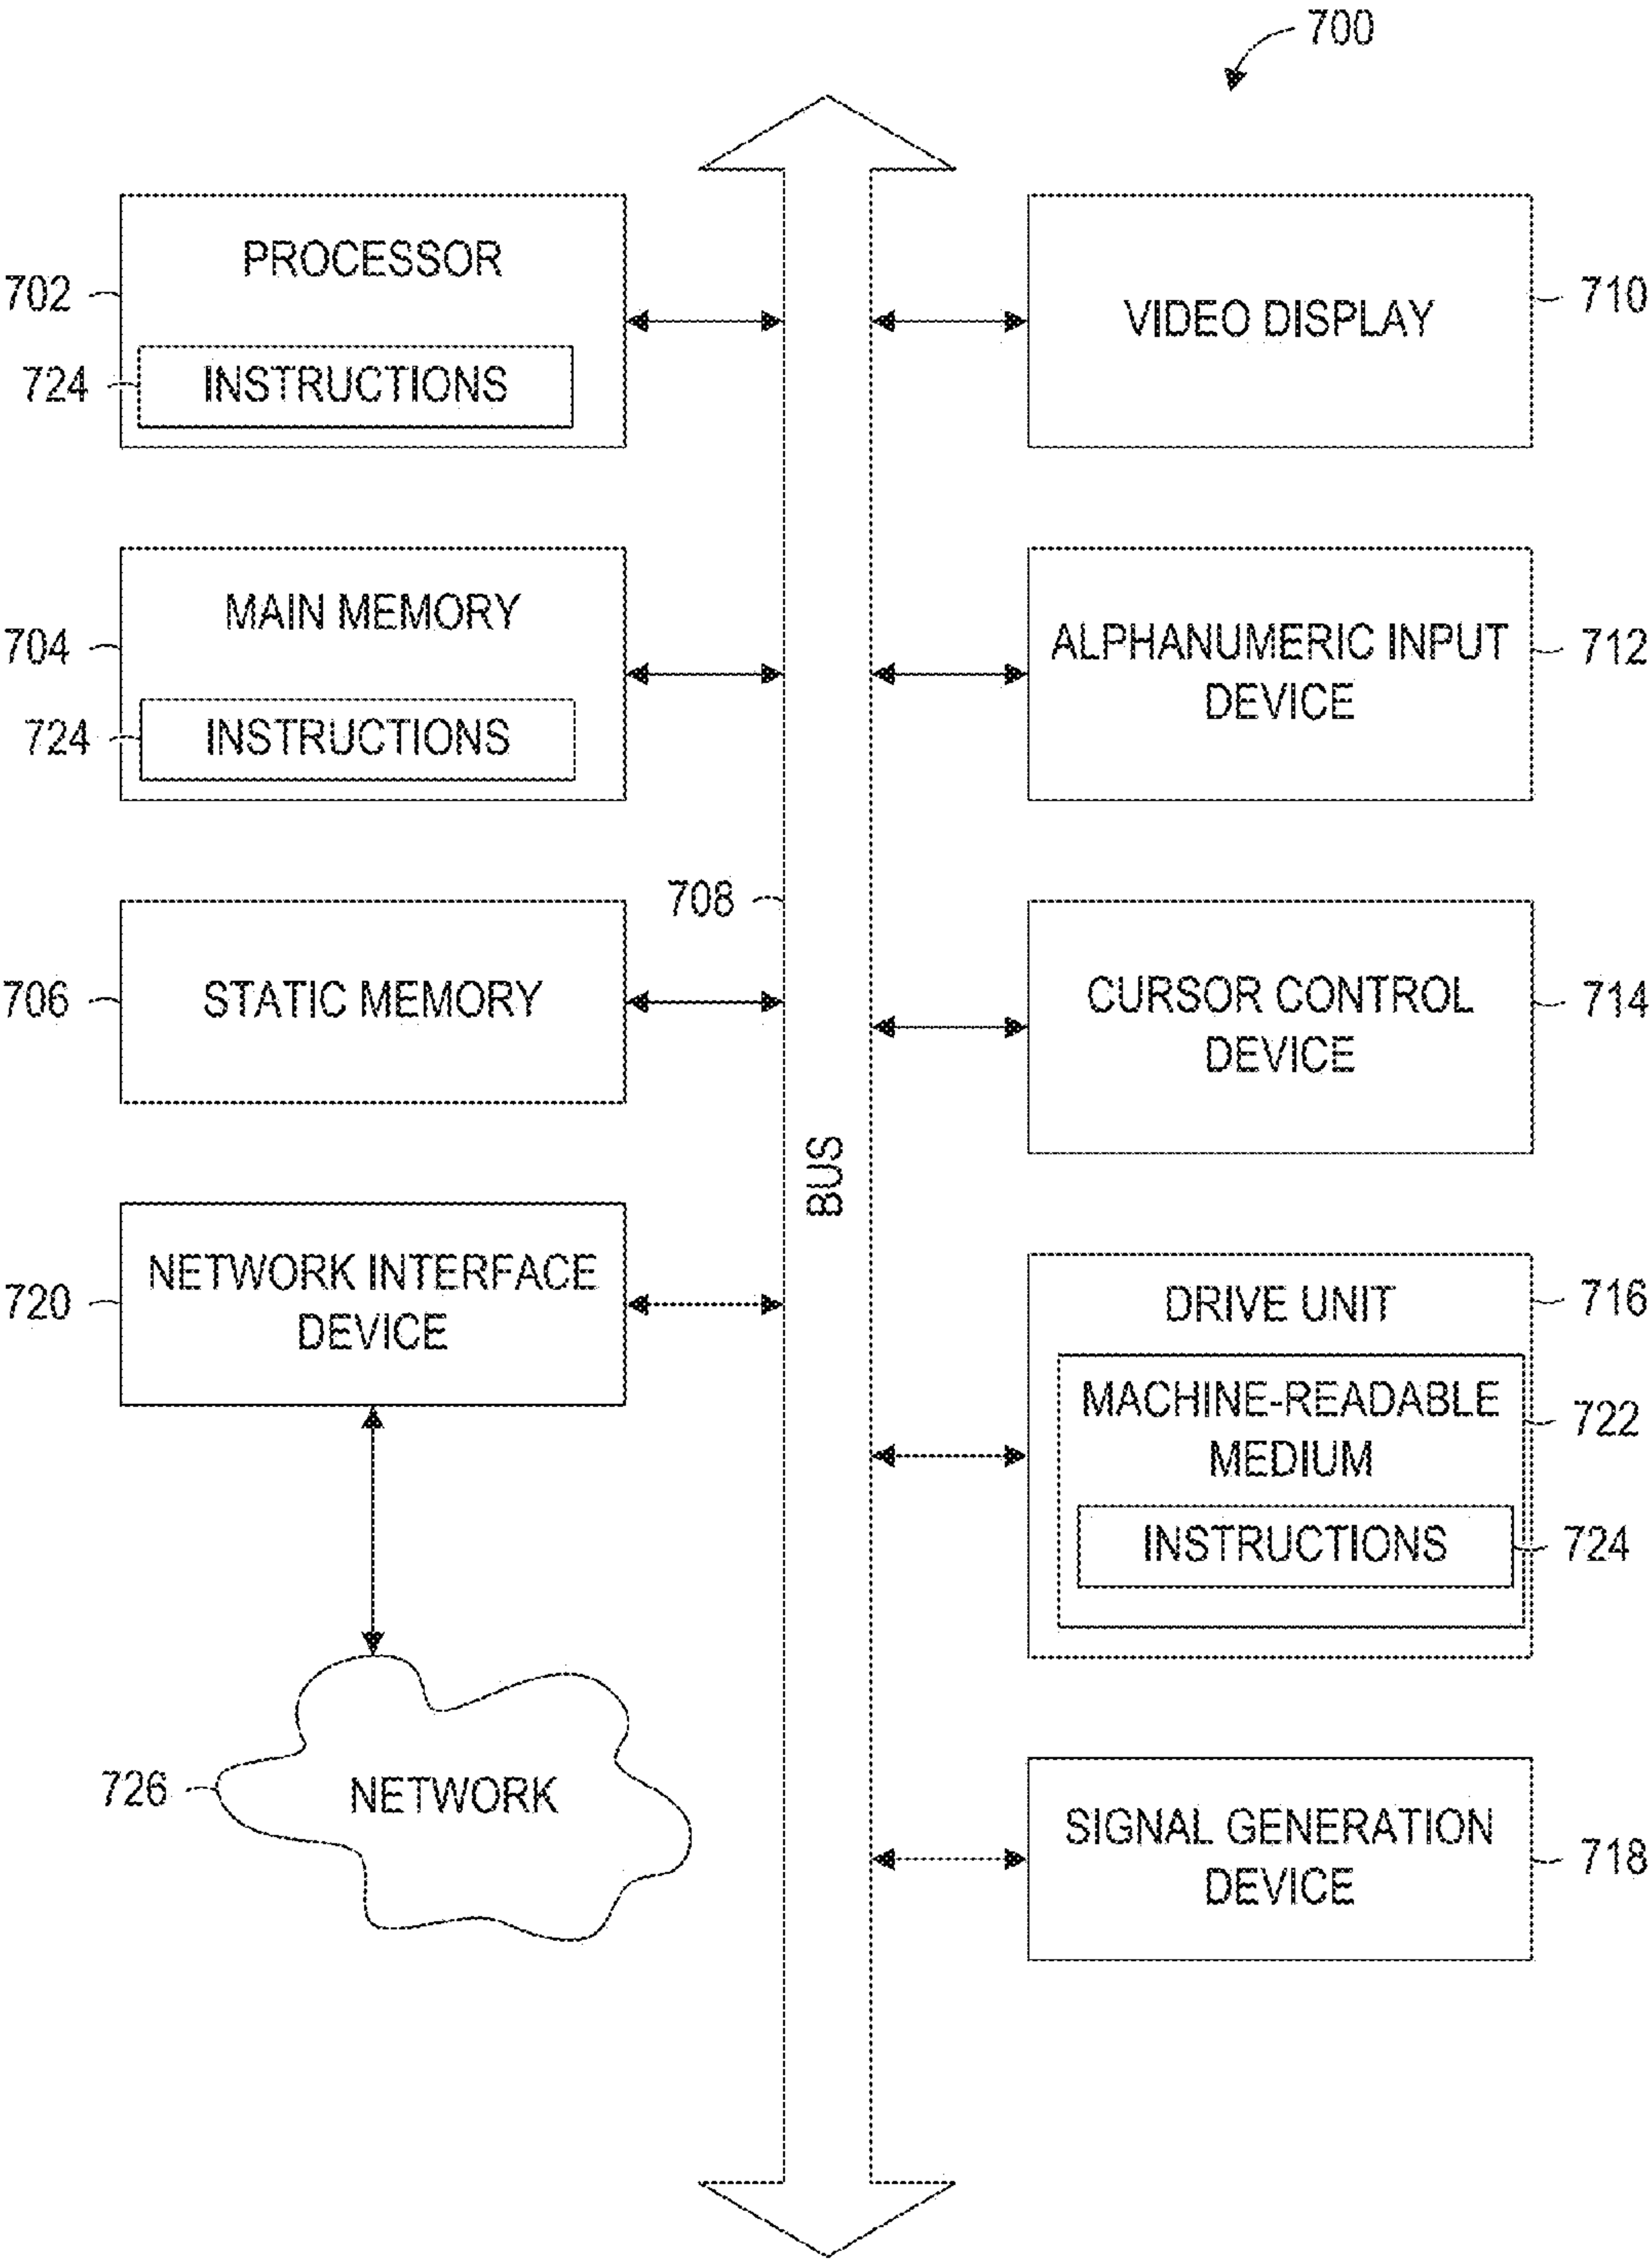 700
PROCESSOR
702
724
INSTRUCTIONS
MAIN MEMORY
704
724
INSTRUCTIONS
706
STATIC MEMORY
720
NETWORK INTERFACE
DEVICE
726
NETWORK
708
BUS
VIDEO DISPLAY
710
ALPHANUMERIC INPUT
DEVICE
712
CURSOR CONTROL
DEVICE
714
DRIVE UNIT
716
MACHINE-READABLE
MEDIUM
722
INSTRUCTIONS
724
SIGNAL GENERATION
DEVICE
718